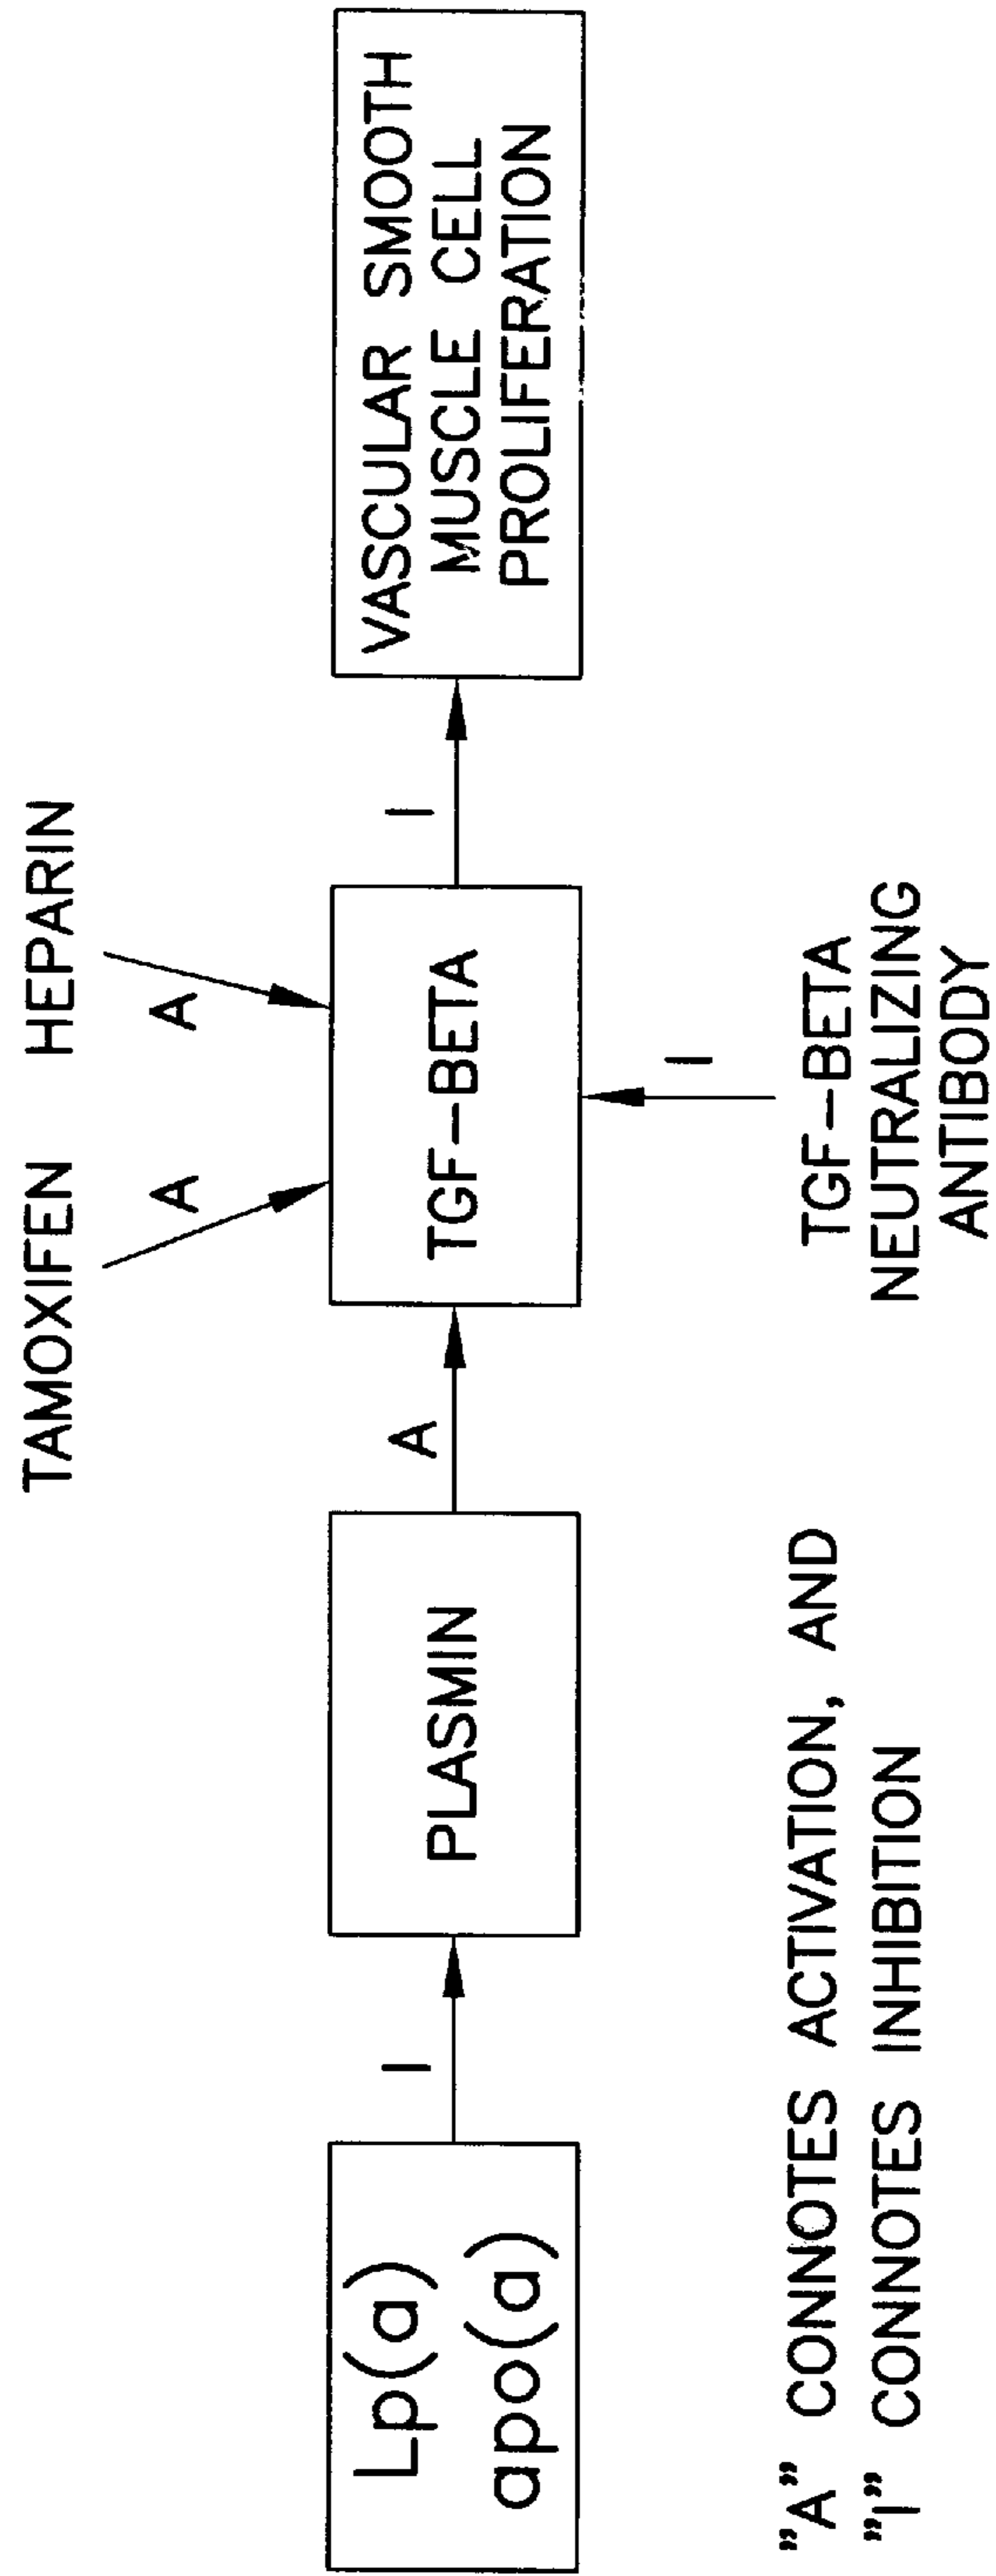 TAMOXIFEN
HEPARIN
A
A
Lp(a)
apo(a)
I
PLASMIN
A
TGF-BETA
I
VASCULAR SMOOTH
MUSCLE CELL
PROLIFERATION
I
TGF-BETA
NEUTRALIZING
ANTIBODY
"A" CONNOTES ACTIVATION, AND
"I" CONNOTES INHIBITION